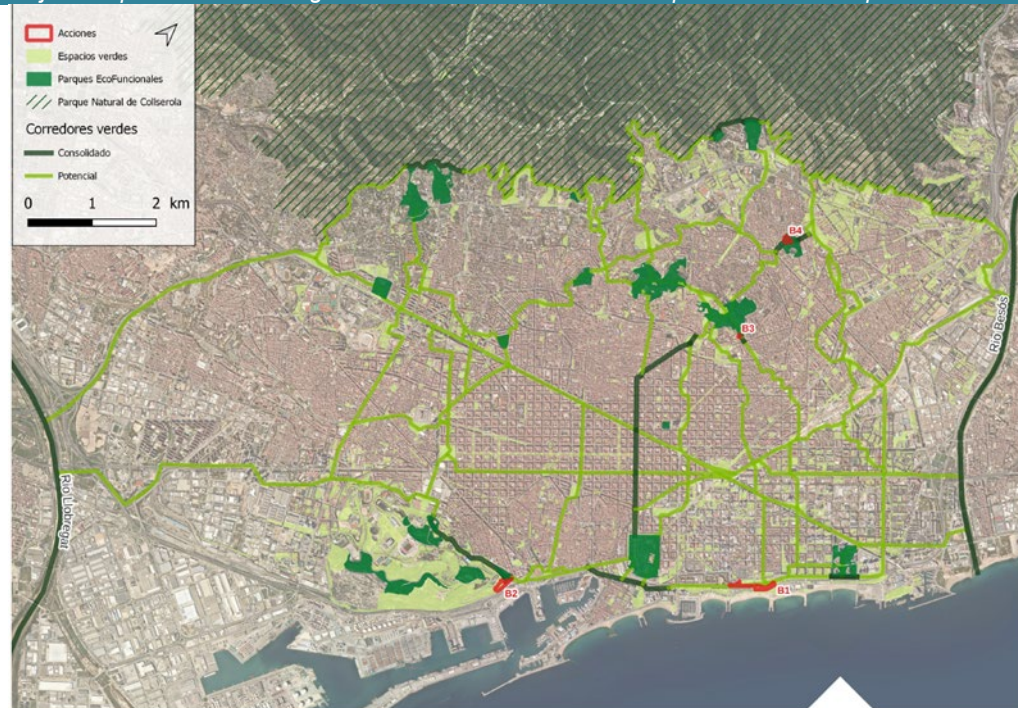 Acciones
Espacios verdes
Parques EcoFuncionales
Parque Natural de Collserola
Corredores verdes
Consolidado
Potencial
0 1 2 km
B4
B3
Río Besòs
Río Llobregat
B2
B1